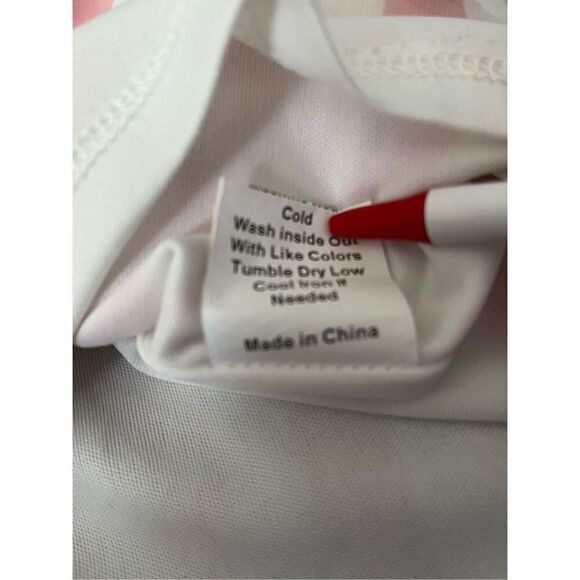 Cold
Wash inside Out
With Like Colors
Tumble Dry Low
Cool Iron If
Needed
Made in China